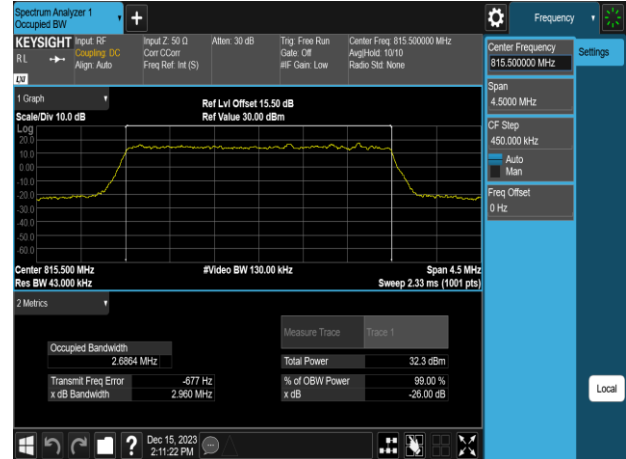 Spectrum Analyzer 1
Occupied BW
Frequency
KEYSIGHT
Input: RF
Coupling: DC
Align: Auto
Input Z: 50 Ω
Corr CCorr
Freq Ref: Int (S)
Atten: 30 dB
Trig: Free Run
Gate: Off
#IF Gain: Low
Center Freq: 815.500000 MHz
Avg|Hold: 10/10
Radio Std: None
R L
LXI
Center Frequency
815.500000 MHz
Settings
Span
4.5000 MHz
CF Step
450.000 kHz
Auto
Man
Freq Offset
0 Hz
Local
1 Graph
Ref Lvl Offset 15.50 dB
Scale/Div 10.0 dB
Ref Value 30.00 dBm
Log
20.0
10.0
0.00
-10.0
-20.0
-30.0
-40.0
-50.0
-60.0
Center 815.500 MHz
#Video BW 130.00 kHz
Span 4.5 MHz
Res BW 43.000 kHz
Sweep 2.33 ms (1001 pts)
2 Metrics
Measure Trace
Trace 1
Occupied Bandwidth
2.6864 MHz
Total Power
32.3 dBm
Transmit Freq Error
-677 Hz
% of OBW Power
99.00 %
x dB Bandwidth
2.960 MHz
x dB
-26.00 dB
?
Dec 15, 2023
2:11:22 PM